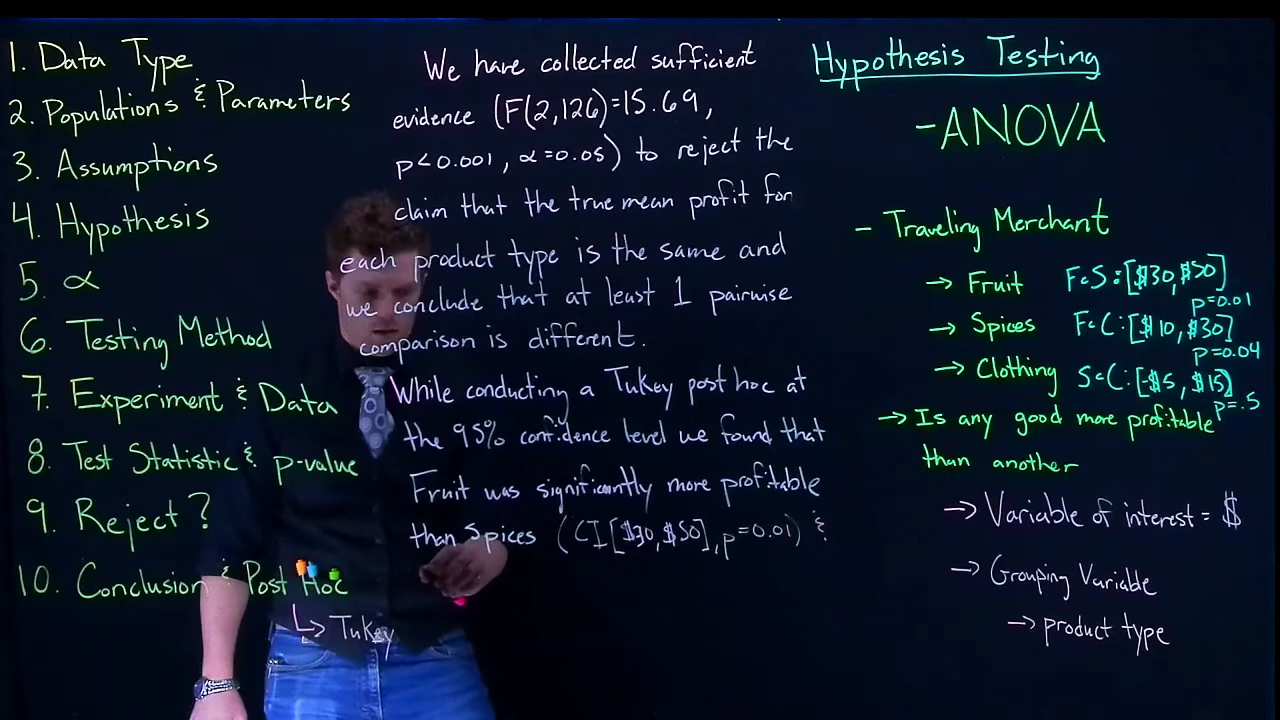 1. Data Type
2. Populations & Parameters
3. Assumptions
4. Hypothesis
5. α
6. Testing Method
7. Experiment & Data
8. Test Statistic & p-value
9. Reject?
10. Conclusion & Post Hoc
↳ Tukey
We have collected sufficient
evidence (F(2,126)=15.69,
p<0.001, α=0.05) to reject the
claim that the true mean profit for
each product type is the same and
we conclude that at least 1 pairwise
comparison is different.
While conducting a Tukey post hoc at
the 95% confidence level we found that
Fruit was significantly more profitable
than Spices (CI[$30,$50], p=0.01) &
Hypothesis Testing
- ANOVA
- Traveling Merchant
→ Fruit F&S: [$30, $50]
p=0.01
→ Spices F&C: [$10, $30]
p=0.04
→ Clothing S&C: [-$5, $15]
p=.5
→ Is any good more profitable
than another
→ Variable of interest = $
→ Grouping Variable
→ product type